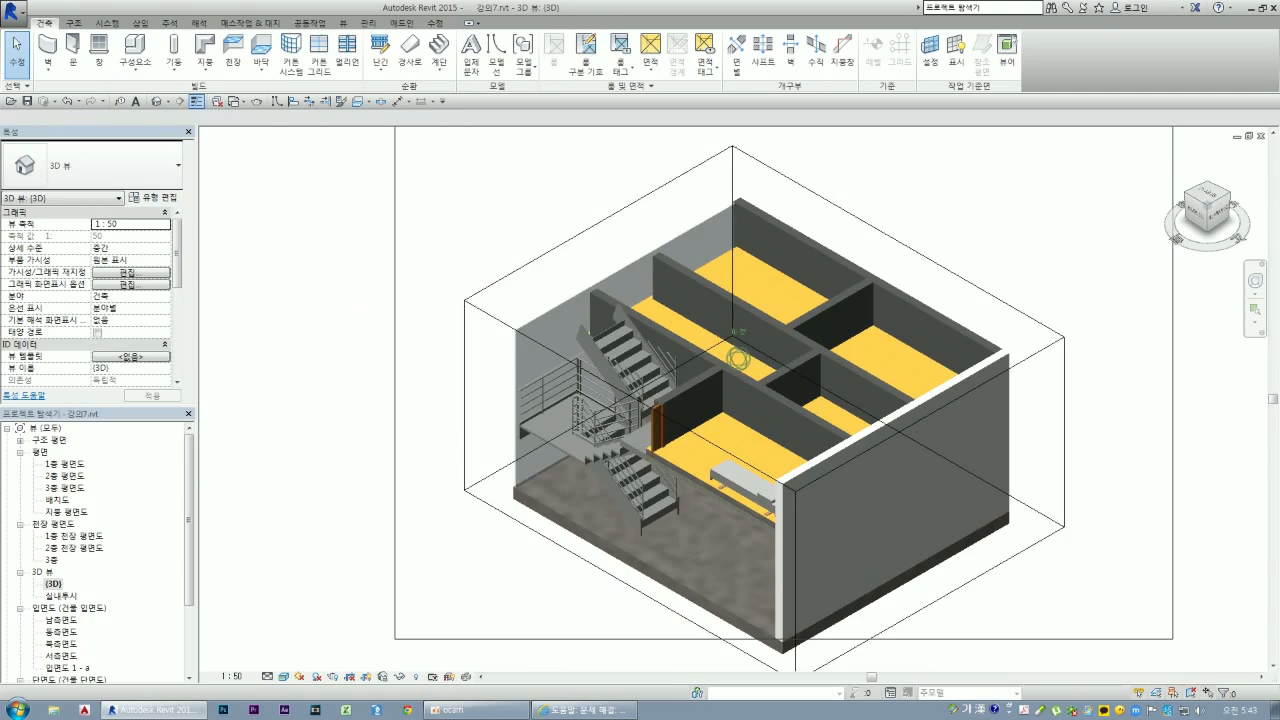 Autodesk Revit 2015 - 강의7.rvt - 3D 뷰: {3D}
프로젝트 탐색기
로그인
건축 구조 시스템 삽입 주석 해석 매스작업 & 대지 공동작업 뷰 관리 애드인 수정
수정 벽 문 창 구성요소 기둥 지붕 천장 바닥 커튼 시스템 커튼 그리드 멀리언 난간 경사로 계단 모델 문자 모델 선 모델 그룹 룸 룸 구분 기호 룸 태그 면적 면적 경계 면적 태그 면별 샤프트 벽 수직 지붕창 레벨 그리드 설정 표시 참조 평면 뷰어
선택 빌드 순환 모델 룸 및 면적 개구부 기준 작업 기준면
특성
3D 뷰
3D 뷰: {3D} 유형 편집
그래픽
뷰 축척 1 : 50
축척 값 1: 50
상세 수준 중간
부품 가시성 원본 표시
가시성/그래픽 재지정 편집...
그래픽 화면표시 옵션 편집...
분야 건축
은선 표시 분야별
기본 해석 화면표시 ... 없음
태양 경로
ID 데이터
뷰 템플릿 <없음>
뷰 이름 {3D}
의존성 독립적
특성 도움말 적용
프로젝트 탐색기 - 강의7.rvt
뷰 (모두)
구조 평면
평면
1층 평면도
2층 평면도
3층 평면도
배치도
지붕 평면도
천장 평면도
1층 천장 평면도
2층 천장 평면도
3층
3D 뷰
{3D}
실내투시
입면도 (건물 입면도)
남측면도
동측면도
북측면도
서측면도
입면도 1 - a
단면도 (건물 단면도)
1 : 50
:0
주모델
:0
Autodesk Revit 201...
ocam
도움말: 문제 해결: ...
오전 5:43